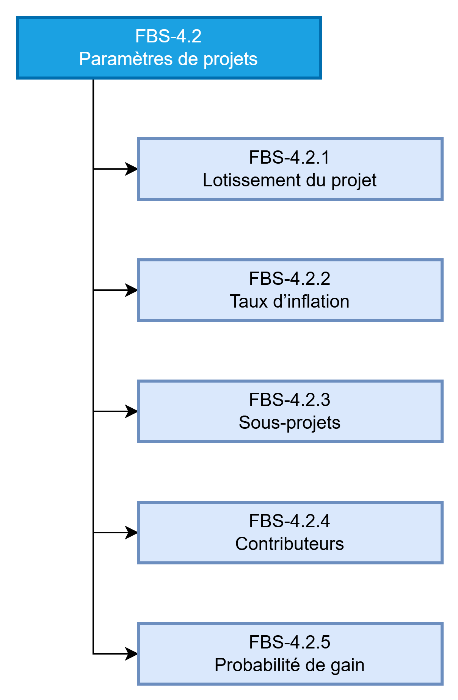 FBS-4.2
Paramètres de projets
FBS-4.2.1
Lotissement du projet
FBS-4.2.2
Taux d’inflation
FBS-4.2.3
Sous-projets
FBS-4.2.4
Contributeurs
FBS-4.2.5
Probabilité de gain